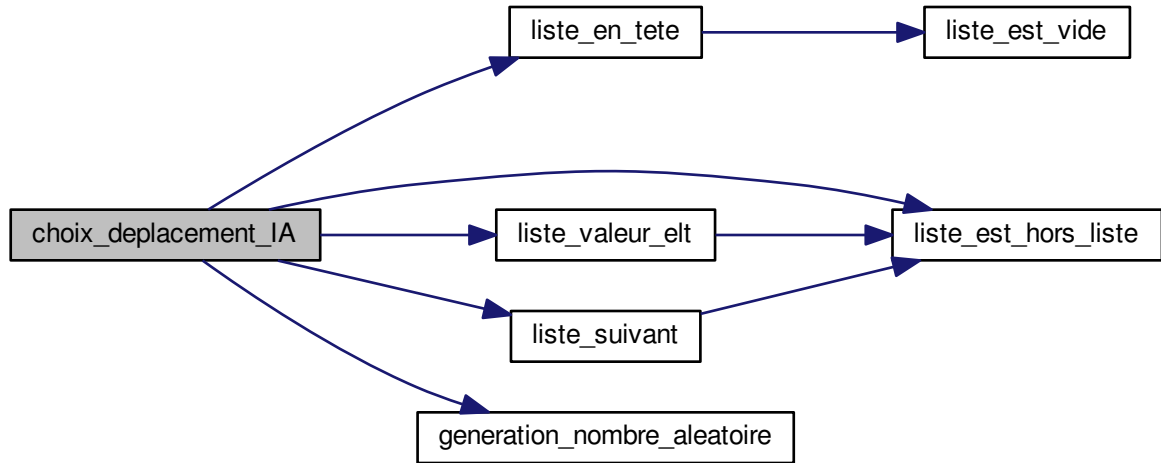 liste_en_tete
liste_est_vide
choix_deplacement_IA
liste_valeur_elt
liste_est_hors_liste
liste_suivant
generation_nombre_aleatoire